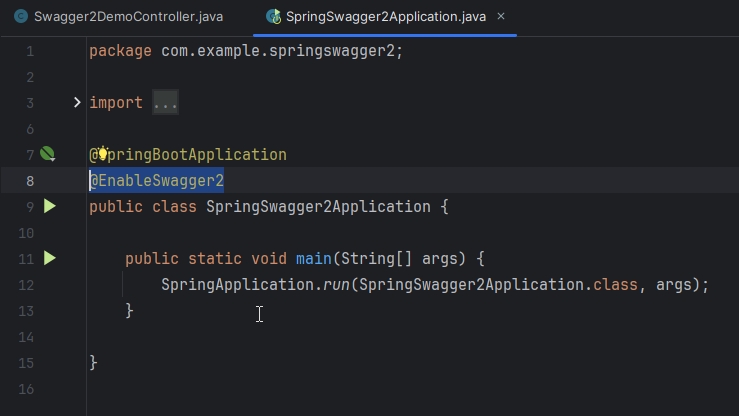 Swagger2DemoController.java
SpringSwagger2Application.java
1 package com.example.springswagger2;
2
3 import ...
6
7 @SpringBootApplication
8 @EnableSwagger2
9 public class SpringSwagger2Application {
10
11 public static void main(String[] args) {
12 SpringApplication.run(SpringSwagger2Application.class, args);
13 }
14
15 }
16